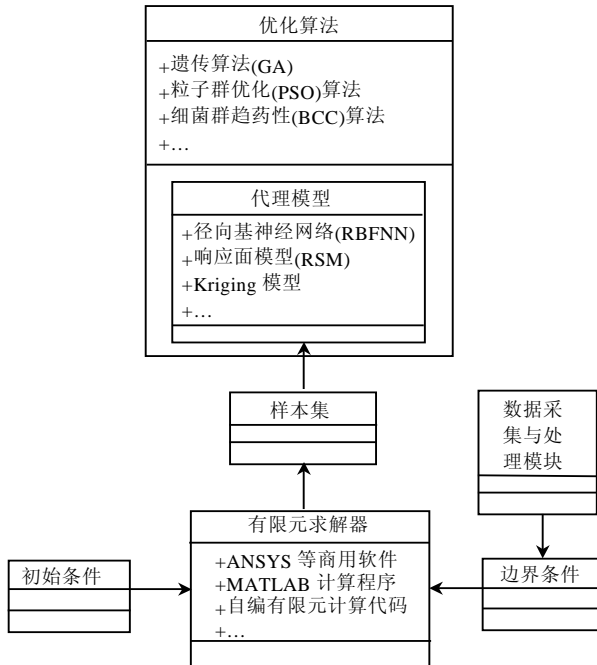 优化算法
+遗传算法(GA)
+粒子群优化(PSO)算法
+细菌群趋药性(BCC)算法
+…
代理模型
+径向基神经网络(RBFNN)
+响应面模型(RSM)
+Kriging 模型
+…
样本集
数据采
集与处
理模块
有限元求解器
+ANSYS 等商用软件
+MATLAB 计算程序
+自编有限元计算代码
+…
初始条件
边界条件